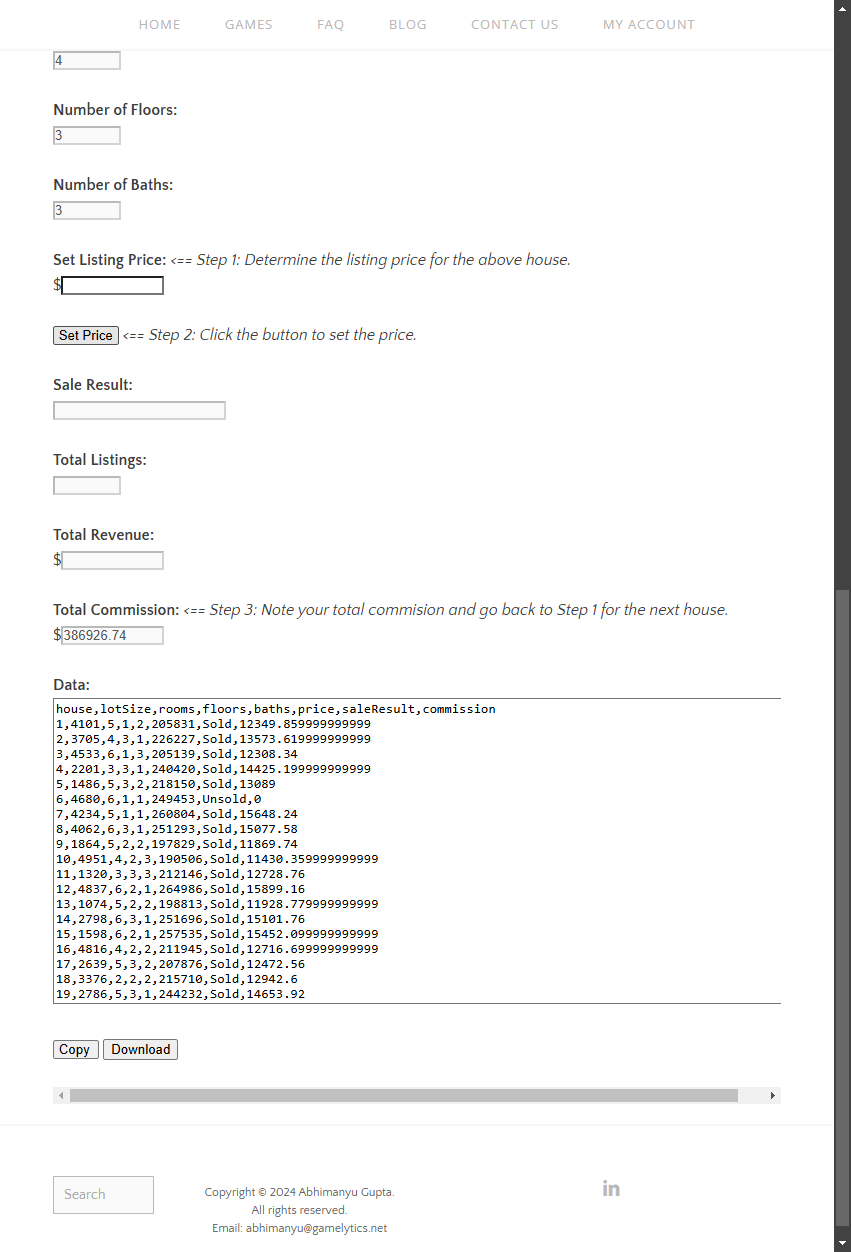 HOME GAMES FAQ BLOG CONTACT US MY ACCOUNT
4
Number of Floors:
3
Number of Baths:
3
Set Listing Price: <== Step 1: Determine the listing price for the above house.
$
Set Price <== Step 2: Click the button to set the price.
Sale Result:
Total Listings:
Total Revenue:
$
Total Commission: <== Step 3: Note your total commision and go back to Step 1 for the next house.
$386926.74
Data:
house,lotSize,rooms,floors,baths,price,saleResult,commission
1,4101,5,1,2,205831,Sold,12349.859999999999
2,3705,4,3,1,226227,Sold,13573.619999999999
3,4533,6,1,3,205139,Sold,12308.34
4,2201,3,3,1,240420,Sold,14425.199999999999
5,1486,5,3,2,218150,Sold,13089
6,4680,6,1,1,249453,Unsold,0
7,4234,5,1,1,260804,Sold,15648.24
8,4062,6,3,1,251293,Sold,15077.58
9,1864,5,2,2,197829,Sold,11869.74
10,4951,4,2,3,190506,Sold,11430.359999999999
11,1320,3,3,3,212146,Sold,12728.76
12,4837,6,2,1,264986,Sold,15899.16
13,1074,5,2,2,198813,Sold,11928.779999999999
14,2798,6,3,1,251696,Sold,15101.76
15,1598,6,2,1,257535,Sold,15452.099999999999
16,4816,4,2,2,211945,Sold,12716.699999999999
17,2639,5,3,2,207876,Sold,12472.56
18,3376,2,2,2,215710,Sold,12942.6
19,2786,5,3,1,244232,Sold,14653.92
Copy Download
Search
Copyright © 2024 Abhimanyu Gupta.
All rights reserved.
Email: abhimanyu@gamelytics.net
in